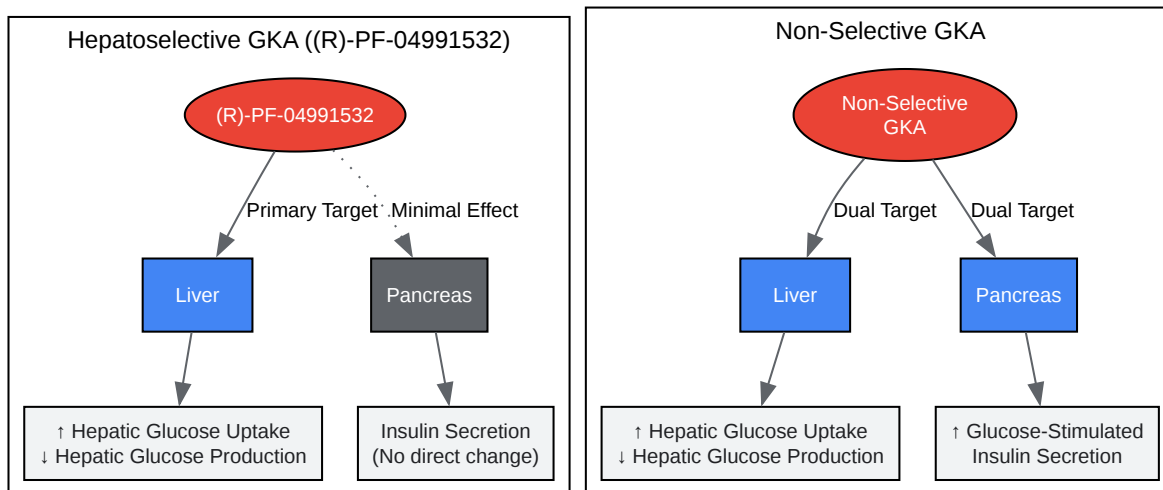 Hepatoselective GKA ((R)-PF-04991532)
(R)-PF-04991532
Primary Target
Minimal Effect
Liver
Pancreas
↑ Hepatic Glucose Uptake
↓ Hepatic Glucose Production
Insulin Secretion
(No direct change)
Non-Selective GKA
Non-Selective
GKA
Dual Target
Dual Target
Liver
Pancreas
↑ Hepatic Glucose Uptake
↓ Hepatic Glucose Production
↑ Glucose-Stimulated
Insulin Secretion